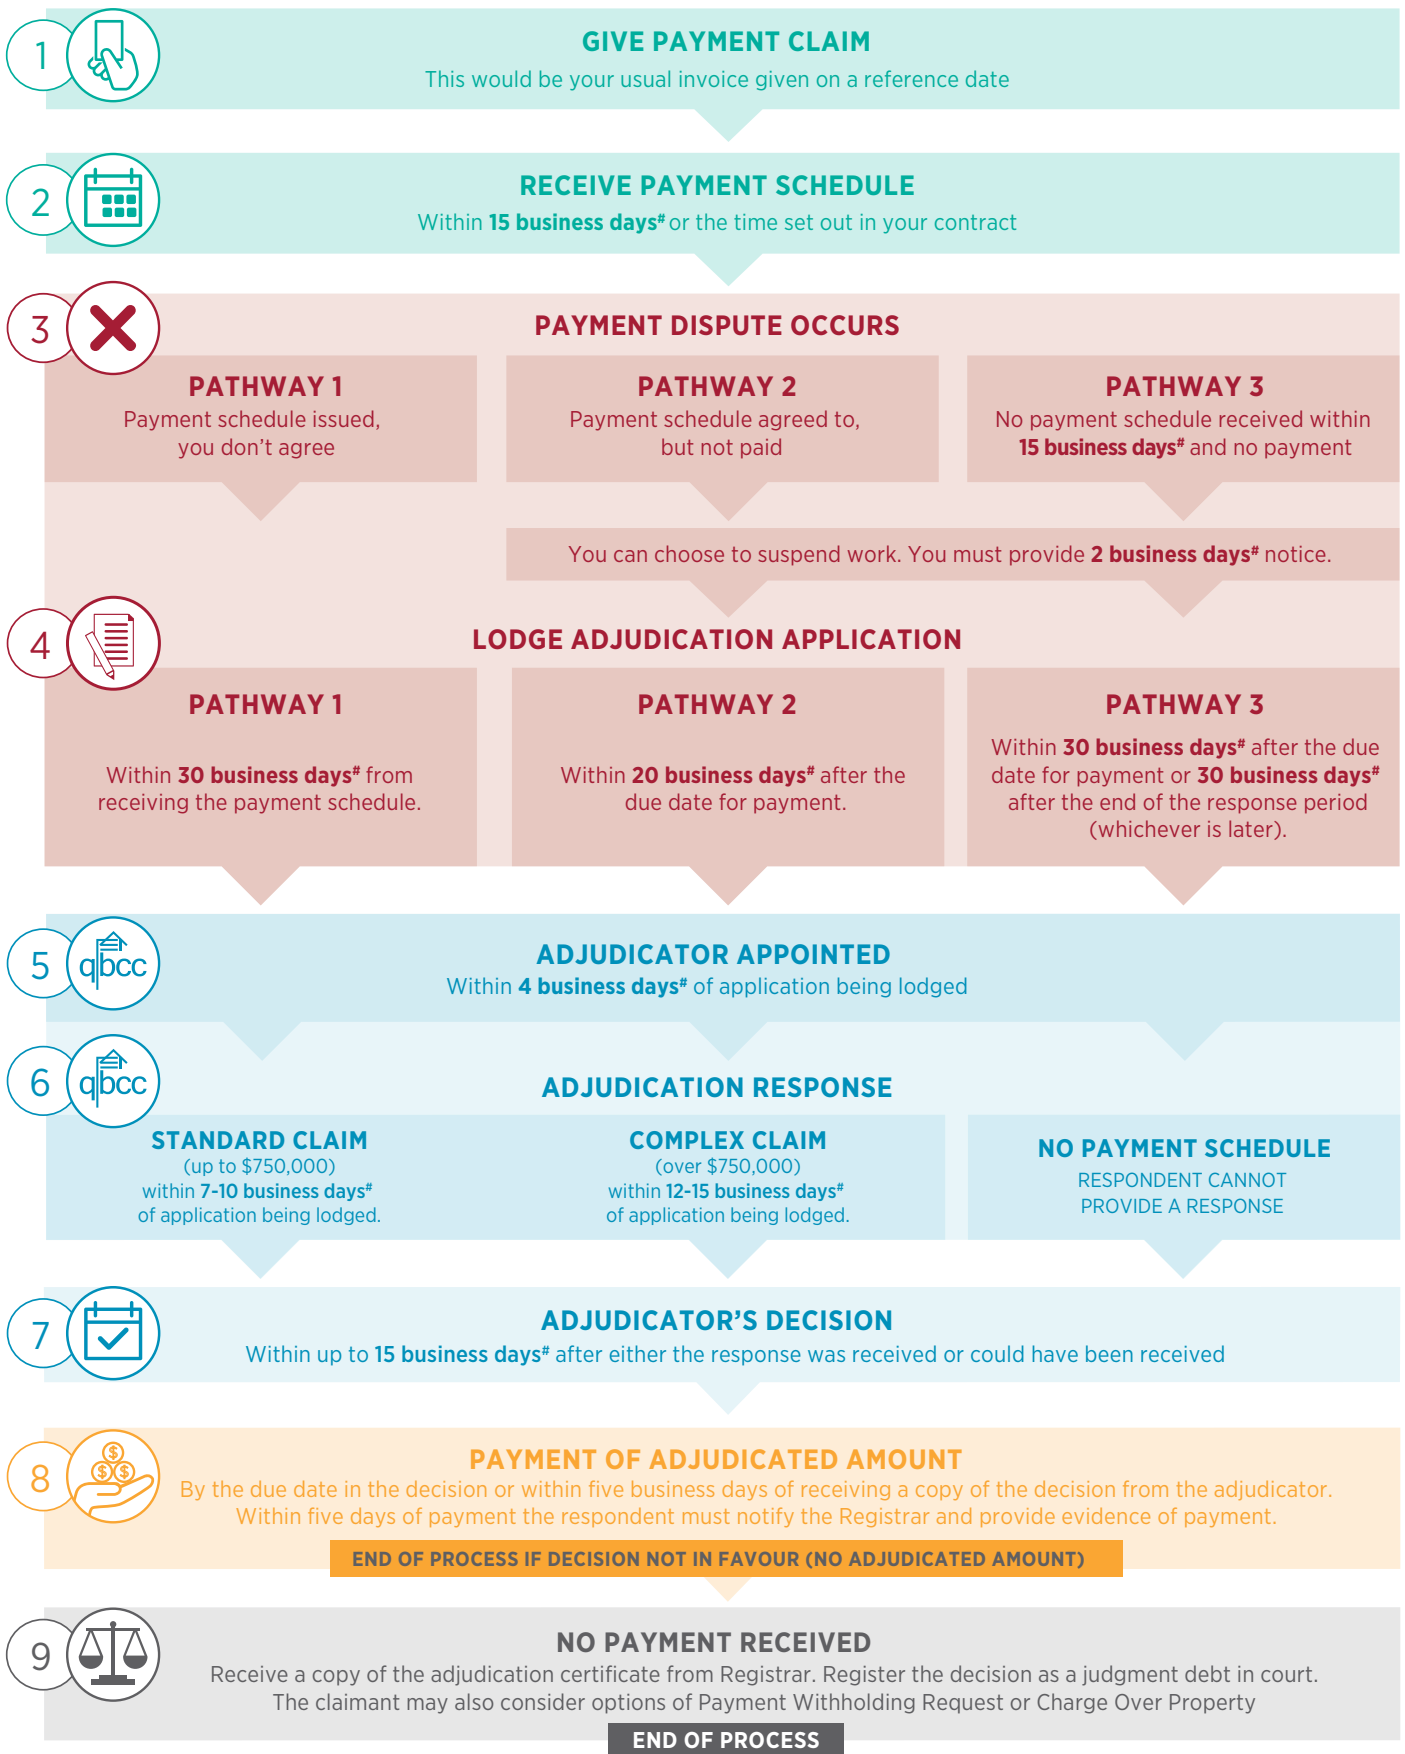 1
GIVE PAYMENT CLAIM
This would be your usual invoice given on a reference date
2
RECEIVE PAYMENT SCHEDULE
Within 15 business days# or the time set out in your contract
3
PAYMENT DISPUTE OCCURS
PATHWAY 1
Payment schedule issued,
you don't agree
PATHWAY 2
Payment schedule agreed to,
but not paid
PATHWAY 3
No payment schedule received within
15 business days# and no payment
You can choose to suspend work. You must provide 2 business days# notice.
4
LODGE ADJUDICATION APPLICATION
PATHWAY 1
Within 30 business days# from
receiving the payment schedule.
PATHWAY 2
Within 20 business days# after the
due date for payment.
PATHWAY 3
Within 30 business days# after the due
date for payment or 30 business days#
after the end of the response period
(whichever is later).
5
qbcc
ADJUDICATOR APPOINTED
Within 4 business days# of application being lodged
6
qbcc
ADJUDICATION RESPONSE
STANDARD CLAIM
(up to $750,000)
within 7-10 business days#
of application being lodged.
COMPLEX CLAIM
(over $750,000)
within 12-15 business days#
of application being lodged.
NO PAYMENT SCHEDULE
RESPONDENT CANNOT
PROVIDE A RESPONSE
7
ADJUDICATOR'S DECISION
Within up to 15 business days# after either the response was received or could have been received
8
$
$ $
PAYMENT OF ADJUDICATED AMOUNT
By the due date in the decision or within five business days of receiving a copy of the decision from the adjudicator.
Within five days of payment the respondent must notify the Registrar and provide evidence of payment.
END OF PROCESS IF DECISION NOT IN FAVOUR (NO ADJUDICATED AMOUNT)
9
NO PAYMENT RECEIVED
Receive a copy of the adjudication certificate from Registrar. Register the decision as a judgment debt in court.
The claimant may also consider options of Payment Withholding Request or Charge Over Property
END OF PROCESS